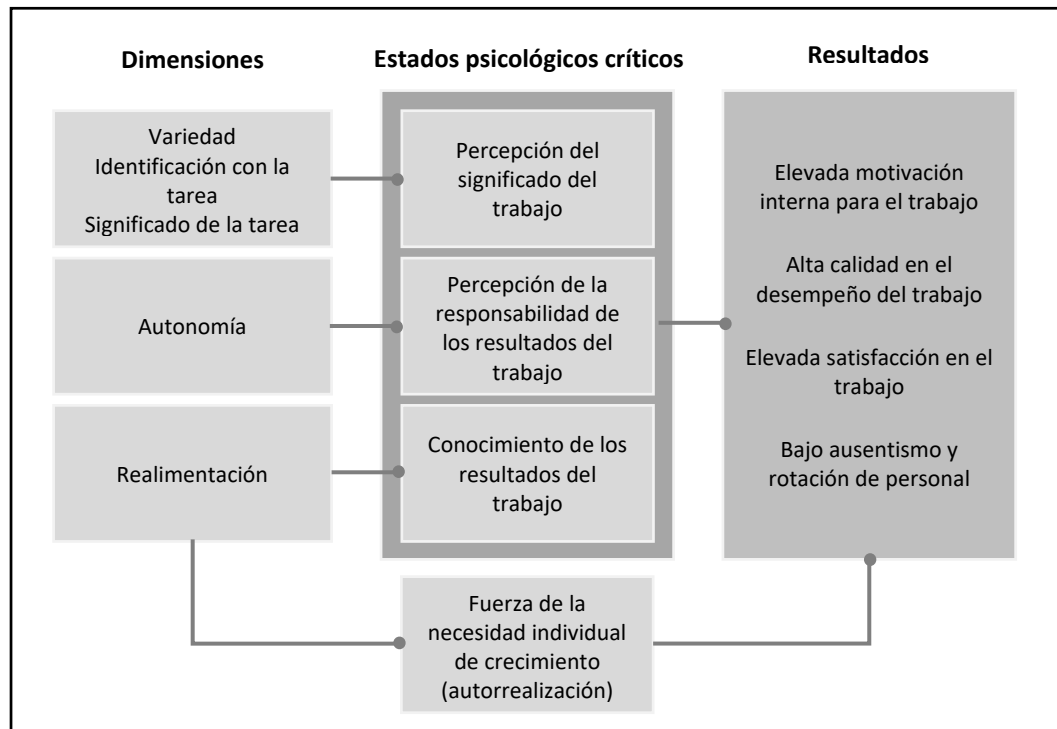 Dimensiones
Estados psicológicos críticos
Resultados
Variedad
Identificación con la
tarea
Significado de la tarea
Percepción del
significado del
trabajo
Autonomía
Percepción de la
responsabilidad de
los resultados del
trabajo
Realimentación
Conocimiento de los
resultados del
trabajo
Elevada motivación
interna para el trabajo
Alta calidad en el
desempeño del trabajo
Elevada satisfacción en el
trabajo
Bajo ausentismo y
rotación de personal
Fuerza de la
necesidad individual
de crecimiento
(autorrealización)